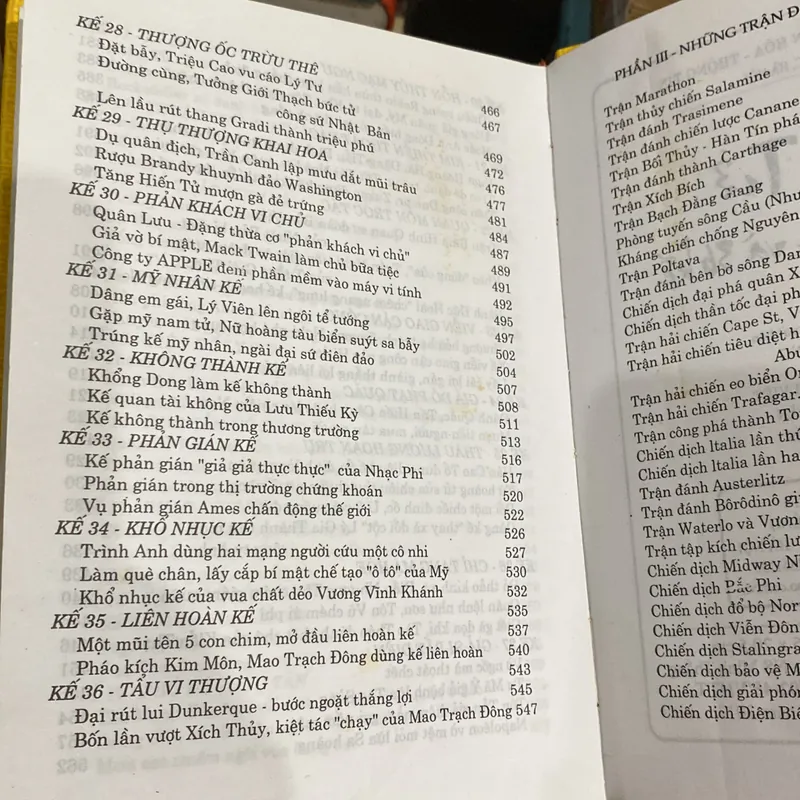 KẾ 28 - THƯỢNG ỐC TRỪU THÊ
Đặt bẫy, Triệu Cao vu cáo Lý Tư 466
Đường cùng, Tưởng Giới Thạch bức tử
công sứ Nhật Bản 467
Lên lầu rút thang Gradi thành triệu phú 469
KẾ 29 - THỤ THƯỢNG KHAI HOA 472
Dụ quân dịch, Trần Canh lập mưu dắt mũi trâu 476
Rượu Brandy khuynh đảo Washington 477
Tăng Hiến Tử mượn gà đẻ trứng 481
KẾ 30 - PHẢN KHÁCH VI CHỦ 484
Quân Lưu - Đặng thừa cơ "phản khách vi chủ" 487
Giả vờ bí mật, Mack Twain làm chủ bữa tiệc 489
Công ty APPLE đem phần mềm vào máy vi tính 491
KẾ 31 - MỸ NHÂN KẾ 492
Dâng em gái, Lý Viên lên ngôi tể tướng 495
Gặp mỹ nam tử, Nữ hoàng tàu biển suýt sa bẫy 497
Trúng kế mỹ nhân, ngài đại sứ điên đảo 502
KẾ 32 - KHÔNG THÀNH KẾ 504
Khổng Dong làm kế không thành 507
Kế quan tài không của Lưu Thiếu Kỳ 508
Kế không thành trong thương trường 511
KẾ 33 - PHẢN GIÁN KẾ 513
Kế phản gián "giả giả thực thực" của Nhạc Phi 516
Phản gián trong thị trường chứng khoán 517
Vụ phản gián Ames chấn động thế giới 520
KẾ 34 - KHỔ NHỤC KẾ 522
Trình Anh dùng hai mạng người cứu một cô nhi 526
Làm què chân, lấy cắp bí mật chế tạo "ô tô" của Mỹ 527
Khổ nhục kế của vua chất dẻo Vương Vĩnh Khánh 530
KẾ 35 - LIÊN HOÀN KẾ 532
Một mũi tên 5 con chim, mở đầu liên hoàn kế 535
Pháo kích Kim Môn, Mao Trạch Đông dùng kế liên hoàn 537
KẾ 36 - TẨU VI THƯỢNG 540
543
Đại rút lui Dunkerque - bước ngoặt thắng lợi 545
Bốn lần vượt Xích Thủy, kiệt tác "chạy" của Mao Trạch Đông 547
PHẦN III - NHỮNG TRẬN Đ
Trận Marathon
Trận thủy chiến Salamine
Trận đánh Trasimene
Trận đánh chiến lược Canane
Trận Bối Thủy - Hàn Tín phá
Trận đánh thành Carthage
Trận Xích Bích
Trận Bạch Đằng Giang
Phòng tuyến sông Cầu (Như
Kháng chiến chống Nguyên
Trận Poltava
Trận đánh bên bờ sông Dan
Chiến dịch đại phá quân X
Chiến dịch thần tốc đại ph
Trận hải chiến Cape St, V
Trận hải chiến tiêu diệt h
Abu
Trận hải chiến eo biển Or
Trận hải chiến Trafagar.
Trận công phá thành To
Chiến dịch Italia lần thứ
Chiến dịch Italia lần ha
Trận đánh Austerlitz
Trận đánh Bôrôdinô gi
Trận Waterlo và Vươn
Trận tập kích chiến lư
Chiến dịch Midway N
Chiến dịch Bắc Phi
Chiến dịch đổ bộ Nor
Chiến dịch Viễn Đôn
Chiến dịch Stalingra
Chiến dịch bảo vệ M
Chiến dịch giải phón
Chiến dịch Điện Biê